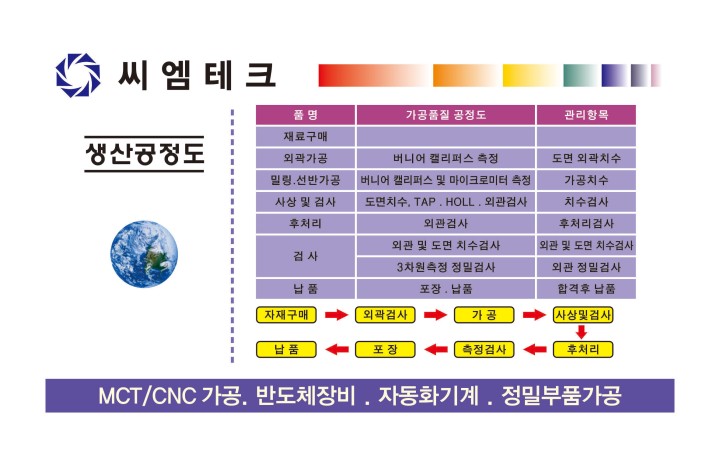 씨엠테크
생산공정도
품 명 가공품질 공정도 관리항목
재료구매
외곽가공 버니어 캘리퍼스 측정 도면 외곽치수
밀링.선반가공 버니어 캘리퍼스 및 마이크로미터 측정 가공치수
사상 및 검사 도면치수, TAP . HOLL . 외관검사 치수검사
후처리 외관검사 후처리검사
검 사 외관 및 도면 치수검사 외관 및 도면 치수검사
3차원측정 정밀검사 외관 정밀검사
납 품 포장 . 납품 합격후 납품
자재구매 외곽검사 가 공 사상및검사
납 품 포 장 측정검사 후처리
MCT/CNC 가공. 반도체장비 . 자동화기계 . 정밀부품가공